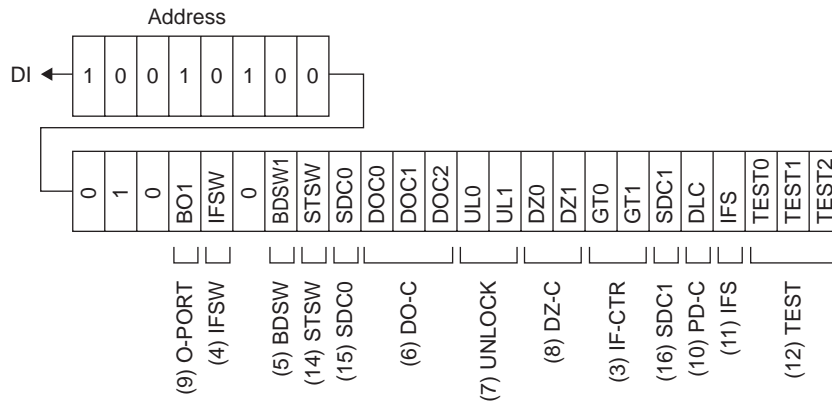 Address
DI 1 0 0 1 0 1 0 0
0 1 0 BO1 IFSW 0 BDSW1 STSW SDC0 DOC0 DOC1 DOC2 UL0 UL1 DZ0 DZ1 GT0 GT1 SDC1 DLC IFS TEST0 TEST1 TEST2
(9) O-PORT
(4) IFSW
(5) BDSW
(14) STSW
(15) SDC0
(6) DO-C
(7) UNLOCK
(8) DZ-C
(3) IF-CTR
(16) SDC1
(10) PD-C
(11) IFS
(12) TEST